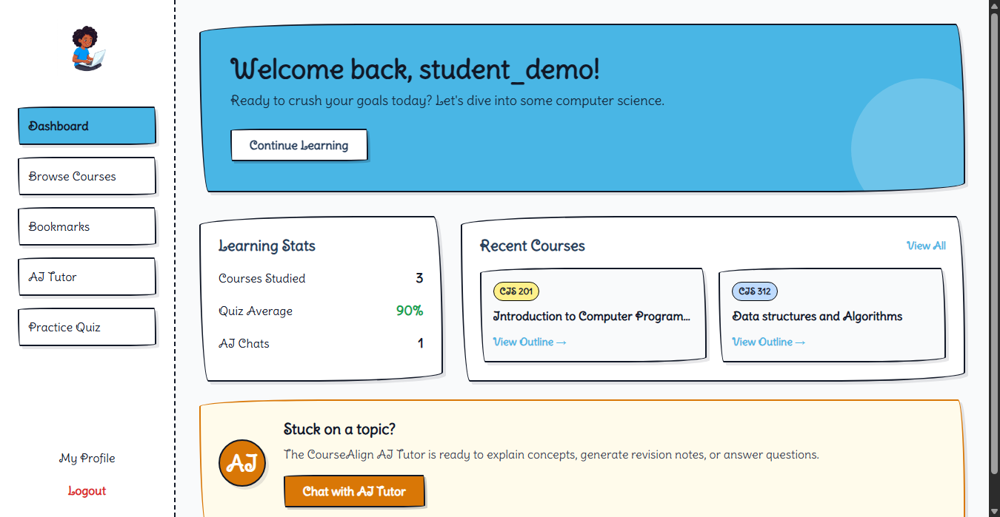 Dashboard
Browse Courses
Bookmarks
AI Tutor
Practice Quiz
My Profile
Logout
Welcome back, student_demo!
Ready to crush your goals today? Let's dive into some computer science.
Continue Learning
Learning Stats
Courses Studied 3
Quiz Average 90%
AI Chats 1
Recent Courses
View All
CIS 201
Introduction to Computer Program...
View Outline →
CIS 312
Data structures and Algorithms
View Outline →
AI
Stuck on a topic?
The CourseAlign AI Tutor is ready to explain concepts, generate revision notes, or answer questions.
Chat with AI Tutor